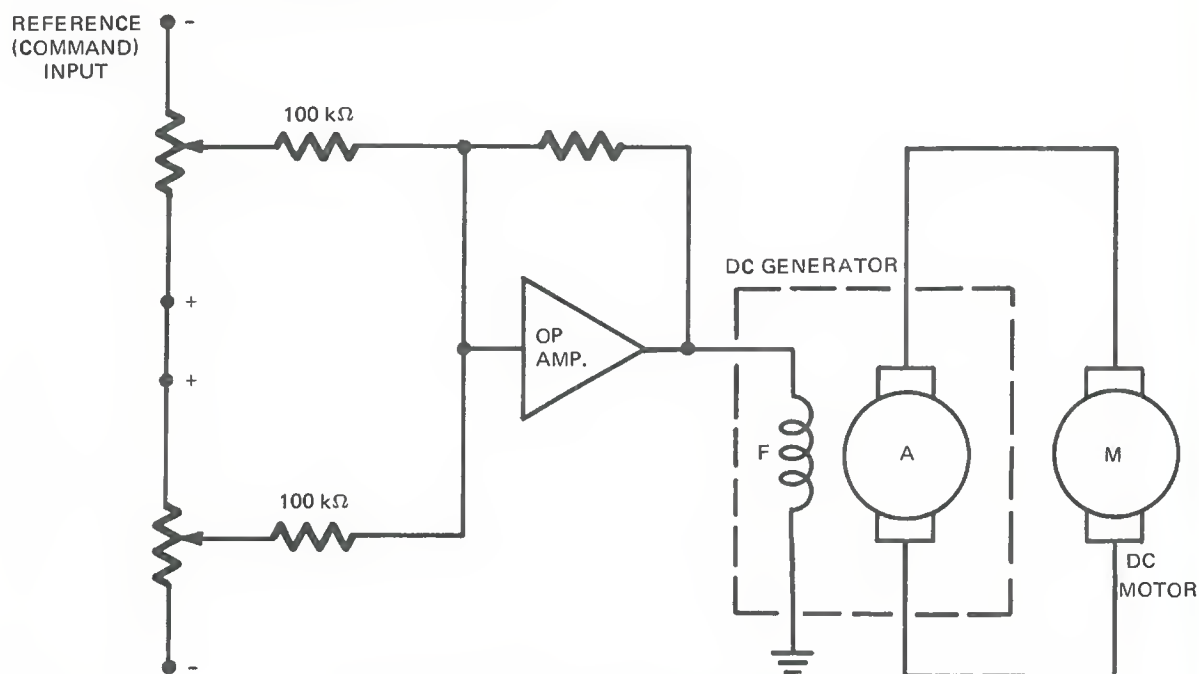 REFERENCE
(COMMAND)
INPUT
-
100 kΩ
+
+
OP
AMP.
DC GENERATOR
F
A
M
100 kΩ
DC
MOTOR
-